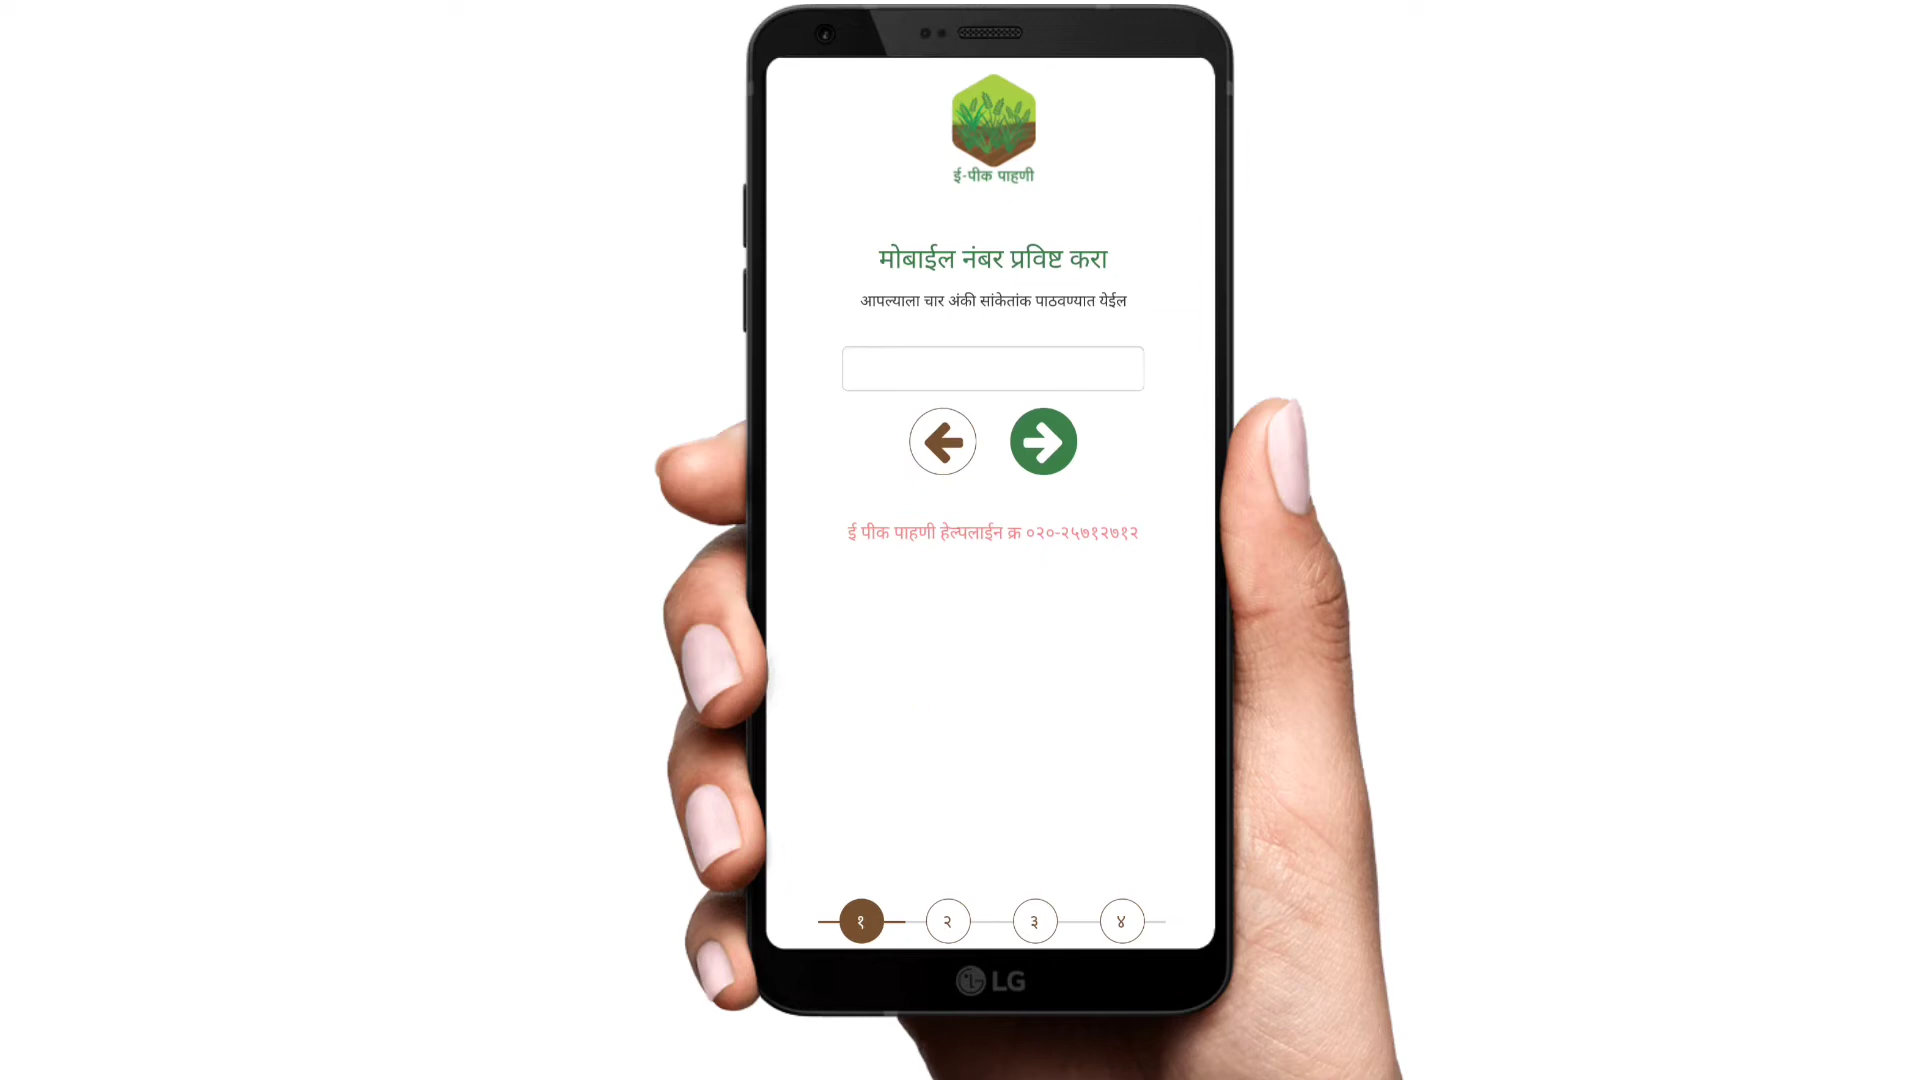 ई-पीक पाहणी
मोबाईल नंबर प्रविष्ट करा
आपल्याला चार अंकी सांकेतांक पाठवण्यात येईल
ई पीक पाहणी हेल्पलाईन क्र ०२०-२५७१२७१२
१ २ ३ ४
LG